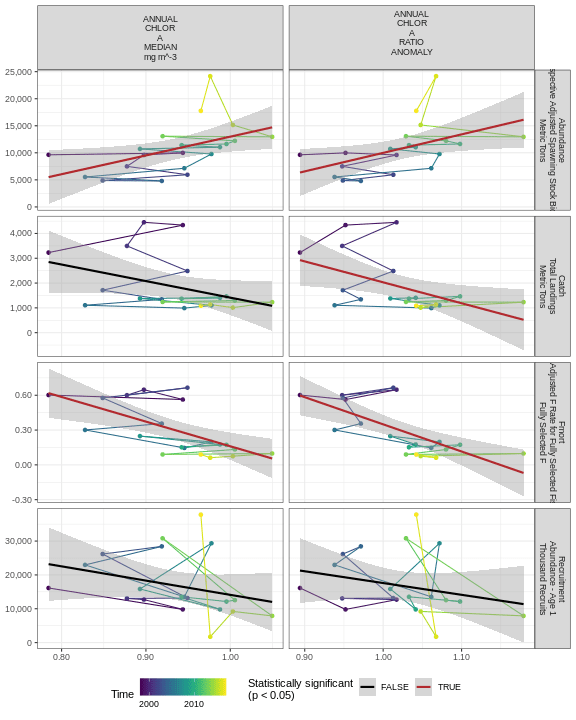 ANNUAL
CHLOR
A
MEDIAN
mg m^-3
ANNUAL
CHLOR
A
RATIO
ANOMALY
25,000
20,000
15,000
10,000
5,000
0
Abundance
Adjusted Spawning Stock
Metric Tons
4,000
3,000
2,000
1,000
0
Catch
Total Landings
Metric Tons
0.60
0.30
0.00
-0.30
Fmort
Adjusted F Rate for Fully Selected
Fully Selected F
30,000
20,000
10,000
0
Recruitment
Abundance - Age 1
Thousand Recruits
0.80 0.90 1.00
0.90 1.00 1.10
Time
2000 2010
Statistically significant
(p < 0.05)
FALSE TRUE